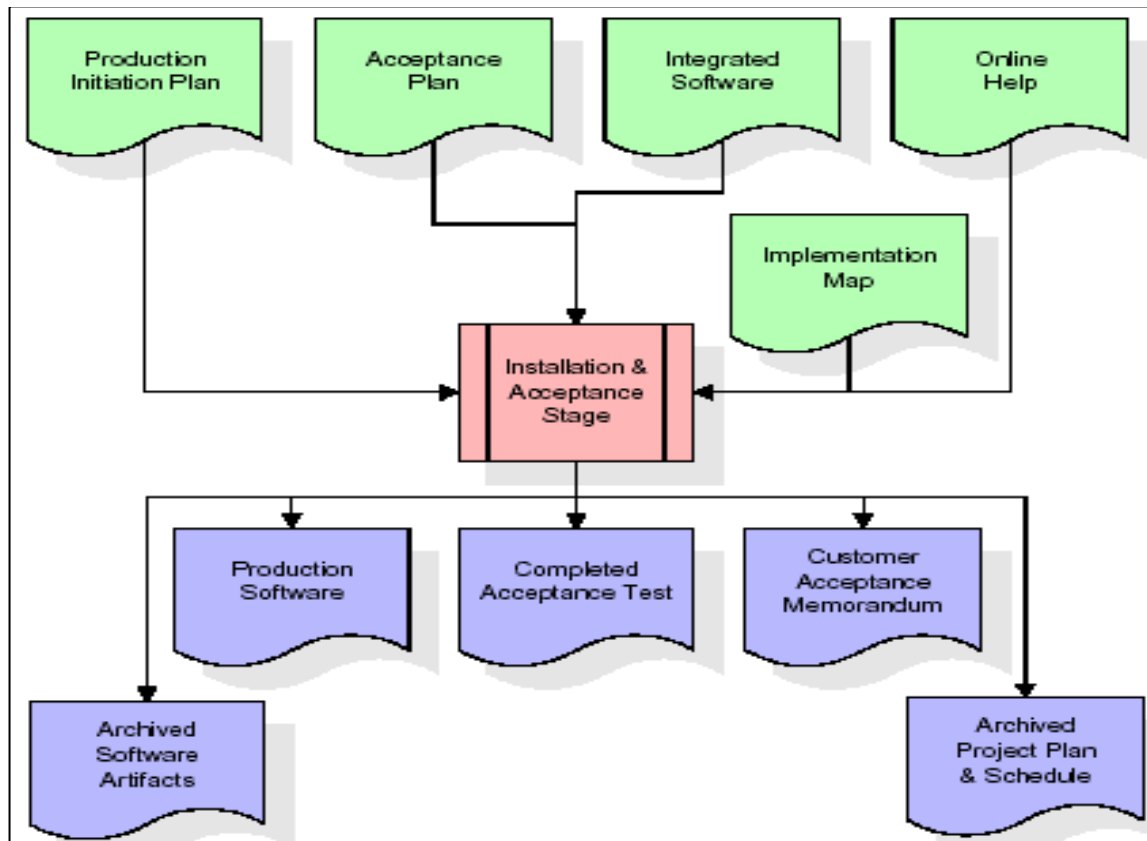 Production
Initiation Plan
Acceptance
Plan
Integrated
Software
Online
Help
Implementation
Map
Installation &
Acceptance
Stage
Production
Software
Completed
Acceptance Test
Customer
Acceptance
Memorandum
Archived
Software
Artifacts
Archived
Project Plan
& Schedule